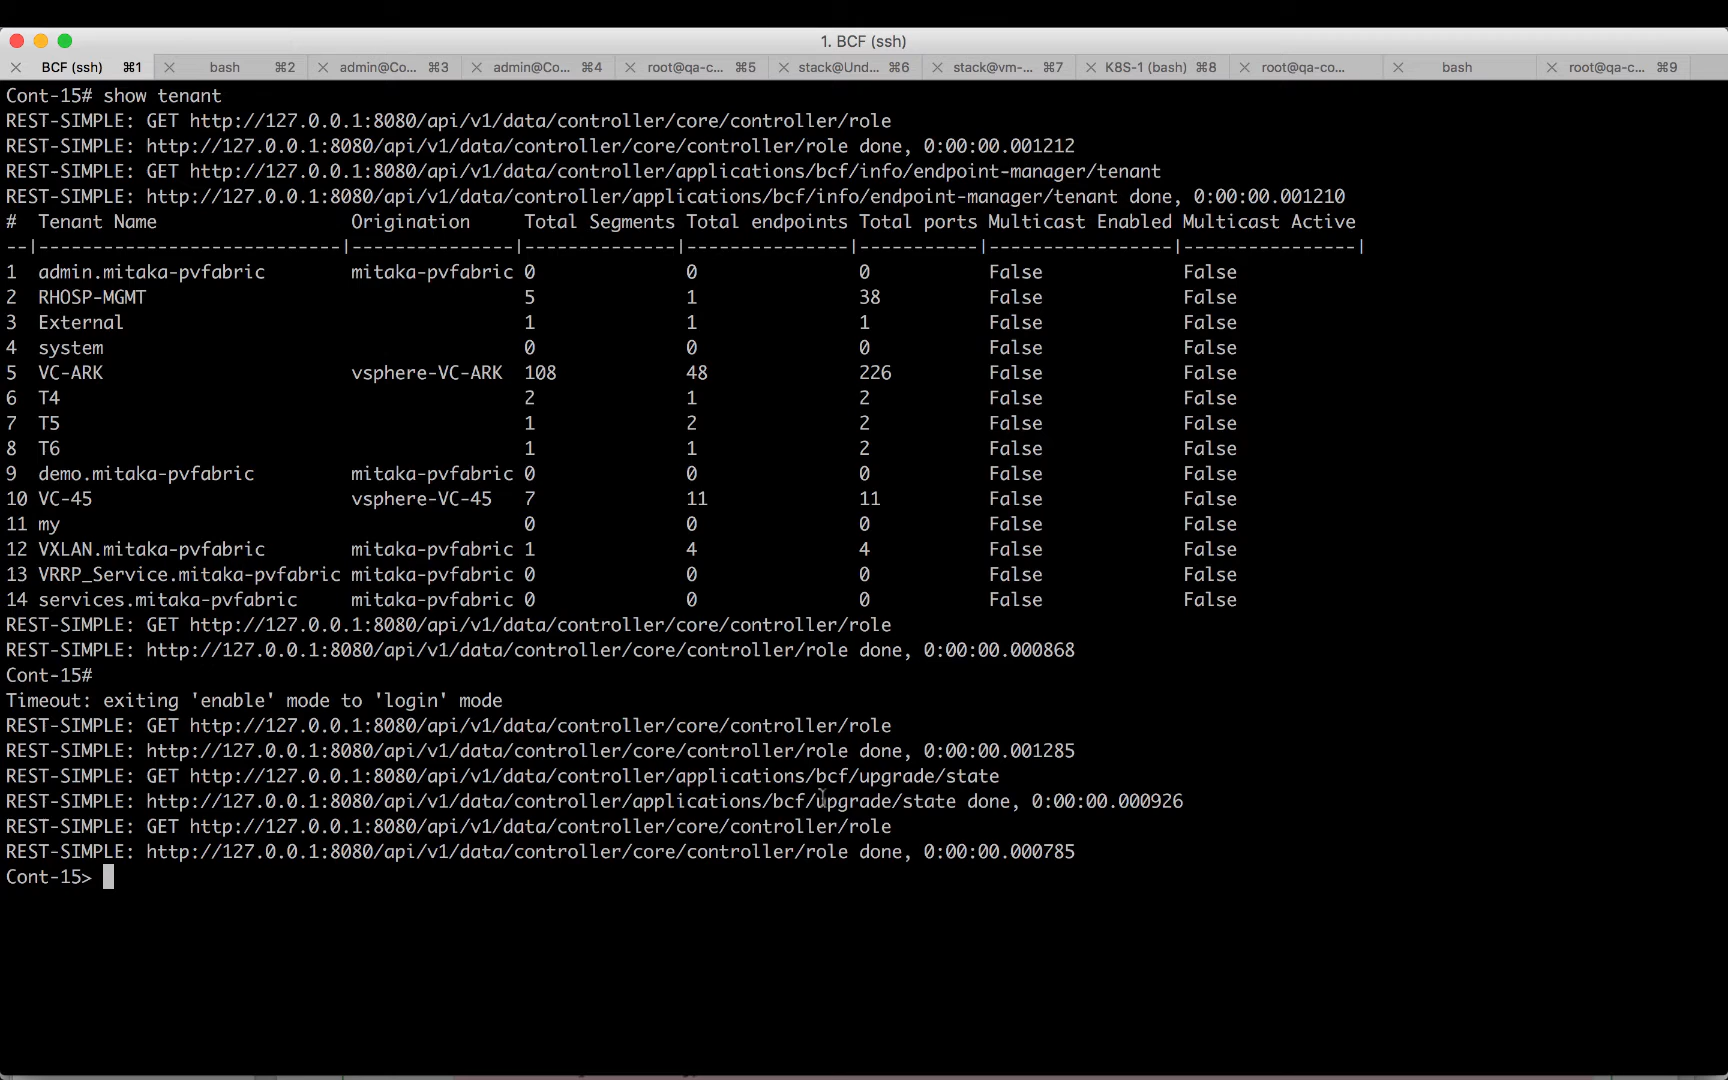 1. BCF (ssh)
BCF (ssh) ⌘1 bash ⌘2 admin@Co... ⌘3 admin@Co... ⌘4 root@qa-c... ⌘5 stack@Und... ⌘6 stack@vm-... ⌘7 K8S-1 (bash) ⌘8 root@qa-co... bash root@qa-c... ⌘9
Cont-15# show tenant
REST-SIMPLE: GET http://127.0.0.1:8080/api/v1/data/controller/core/controller/role
REST-SIMPLE: http://127.0.0.1:8080/api/v1/data/controller/core/controller/role done, 0:00:00.001212
REST-SIMPLE: GET http://127.0.0.1:8080/api/v1/data/controller/applications/bcf/info/endpoint-manager/tenant
REST-SIMPLE: http://127.0.0.1:8080/api/v1/data/controller/applications/bcf/info/endpoint-manager/tenant done, 0:00:00.001210
# Tenant Name Origination Total Segments Total endpoints Total ports Multicast Enabled Multicast Active
--|----------------------------|---------------|--------------|---------------|-----------|-----------------|----------------|
1 admin.mitaka-pvfabric mitaka-pvfabric 0 0 0 False False
2 RHOSP-MGMT 5 1 38 False False
3 External 1 1 1 False False
4 system 0 0 0 False False
5 VC-ARK vsphere-VC-ARK 108 48 226 False False
6 T4 2 1 2 False False
7 T5 1 2 2 False False
8 T6 1 1 2 False False
9 demo.mitaka-pvfabric mitaka-pvfabric 0 0 0 False False
10 VC-45 vsphere-VC-45 7 11 11 False False
11 my 0 0 0 False False
12 VXLAN.mitaka-pvfabric mitaka-pvfabric 1 4 4 False False
13 VRRP_Service.mitaka-pvfabric mitaka-pvfabric 0 0 0 False False
14 services.mitaka-pvfabric mitaka-pvfabric 0 0 0 False False
REST-SIMPLE: GET http://127.0.0.1:8080/api/v1/data/controller/core/controller/role
REST-SIMPLE: http://127.0.0.1:8080/api/v1/data/controller/core/controller/role done, 0:00:00.000868
Cont-15#
Timeout: exiting 'enable' mode to 'login' mode
REST-SIMPLE: GET http://127.0.0.1:8080/api/v1/data/controller/core/controller/role
REST-SIMPLE: http://127.0.0.1:8080/api/v1/data/controller/core/controller/role done, 0:00:00.001285
REST-SIMPLE: GET http://127.0.0.1:8080/api/v1/data/controller/applications/bcf/upgrade/state
REST-SIMPLE: http://127.0.0.1:8080/api/v1/data/controller/applications/bcf/upgrade/state done, 0:00:00.000926
REST-SIMPLE: GET http://127.0.0.1:8080/api/v1/data/controller/core/controller/role
REST-SIMPLE: http://127.0.0.1:8080/api/v1/data/controller/core/controller/role done, 0:00:00.000785
Cont-15>